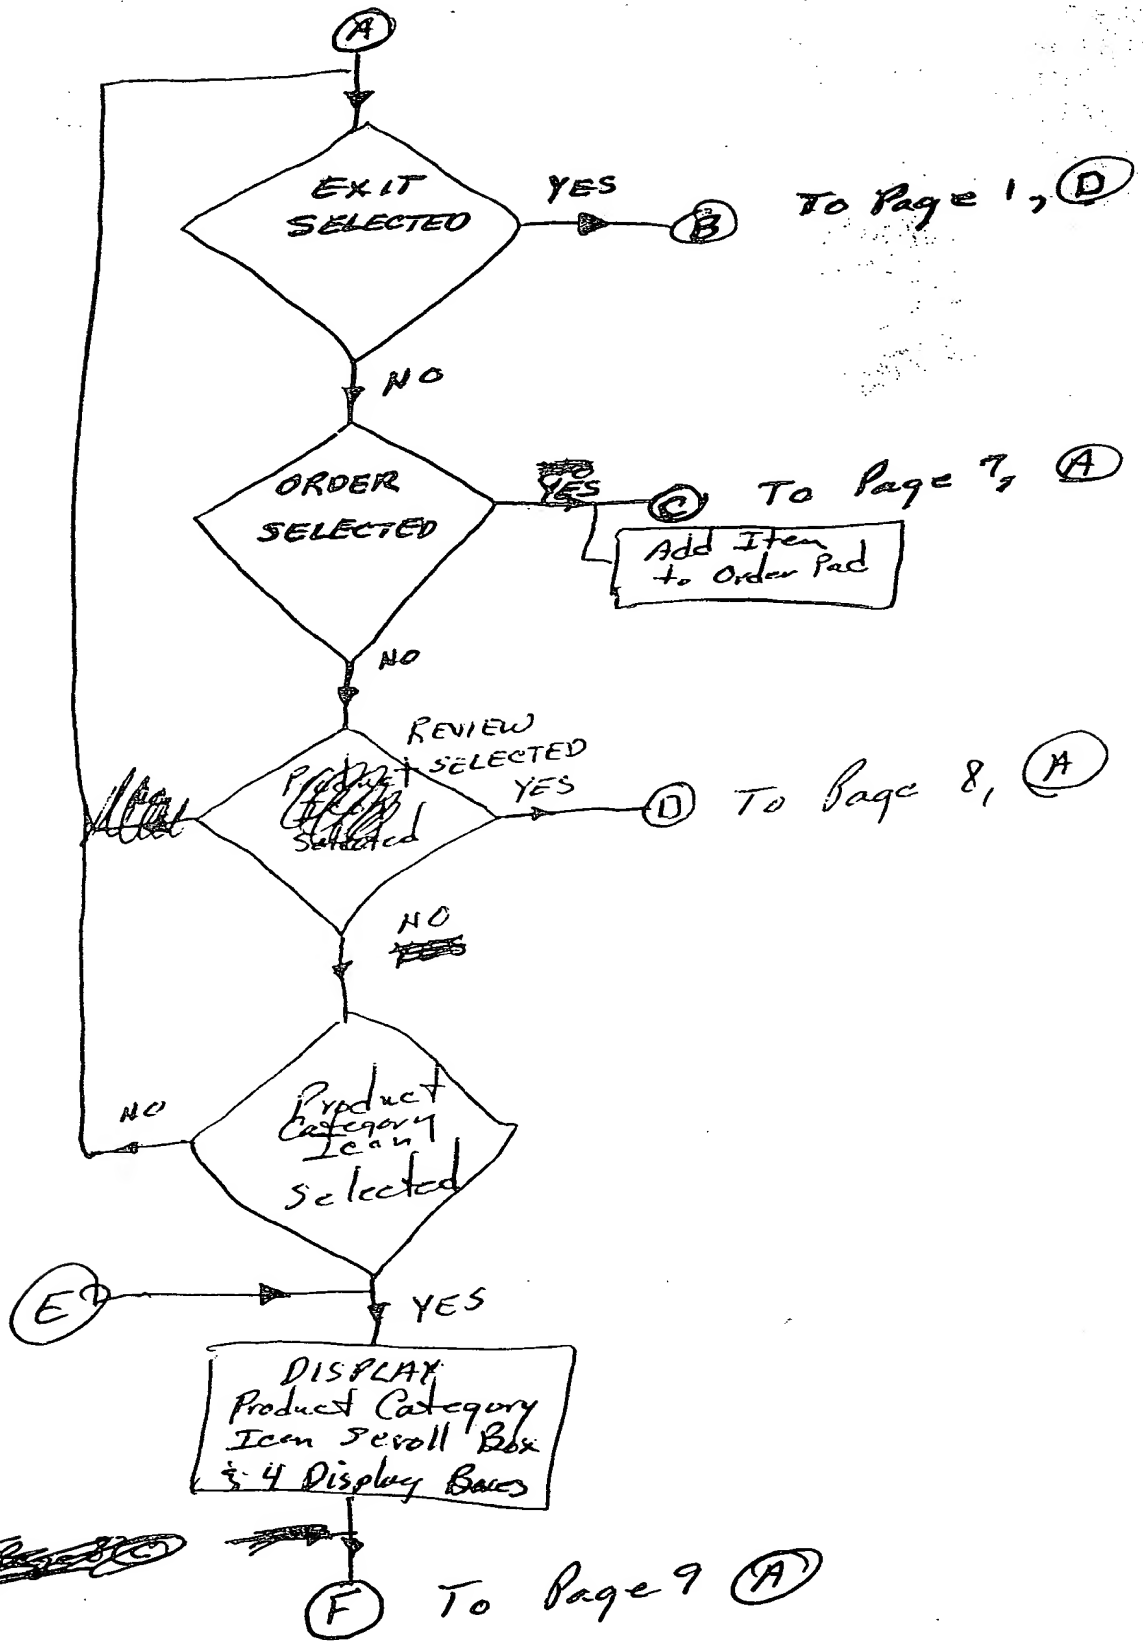 A
EXIT
SELECTED
YES
B
To Page 1, D
NO
ORDER
SELECTED
YES
C
To Page 7, A
Add Item
to Order Pad
NO
REVIEW
SELECTED
Product
Selected
YES
D
To Page 8, A
NO
Product
Category
Icon
Selected
NO
E
YES
DISPLAY
Product Category
Icon Scroll Box
& 4 Display Boxes
F
To Page 9 A